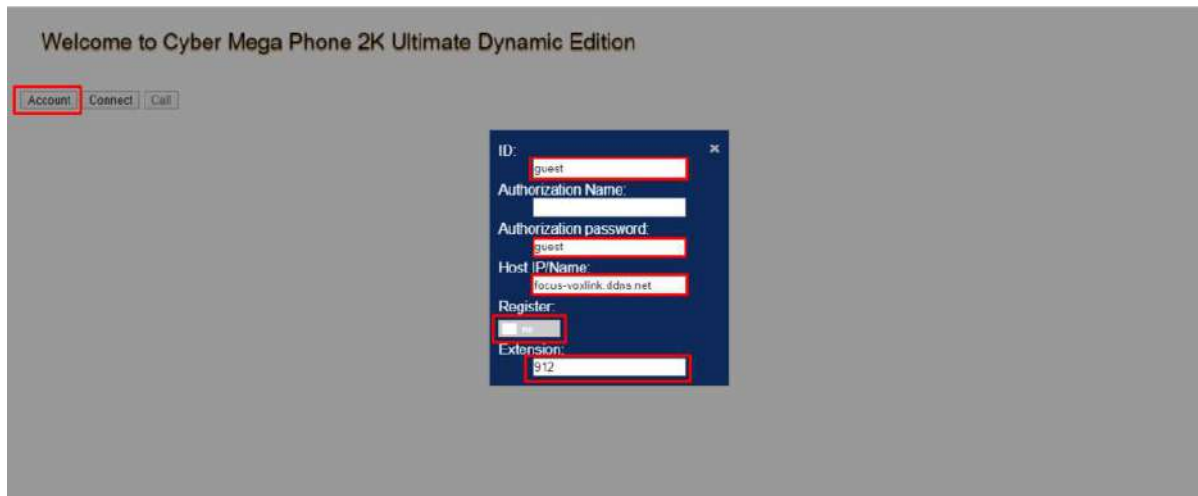 Welcome to Cyber Mega Phone 2K Ultimate Dynamic Edition
Account Connect Call
ID:
guest
Authorization Name:
Authorization password:
guest
Host IP/Name:
focus-voxlink.ddns.net
Register:
no
Extension:
912